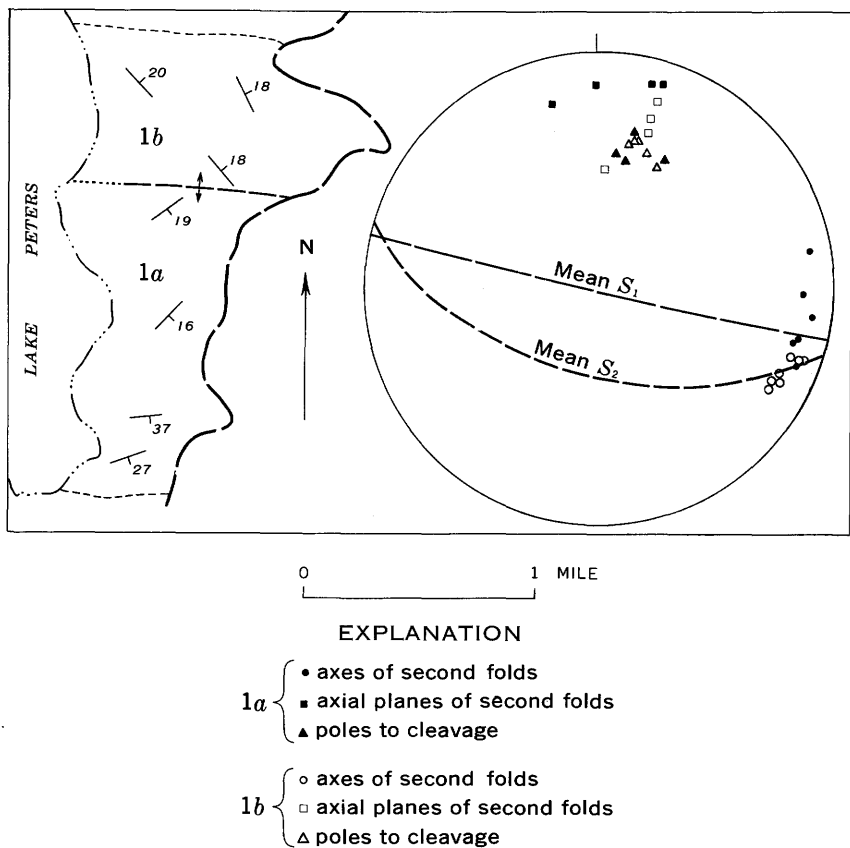 20
18
1b
18
19
LAKE PETERS
1a
16
37
27
N
Mean S₁
Mean S₂
0 1 MILE
EXPLANATION
1a
axes of second folds
axial planes of second folds
poles to cleavage
1b
axes of second folds
axial planes of second folds
poles to cleavage